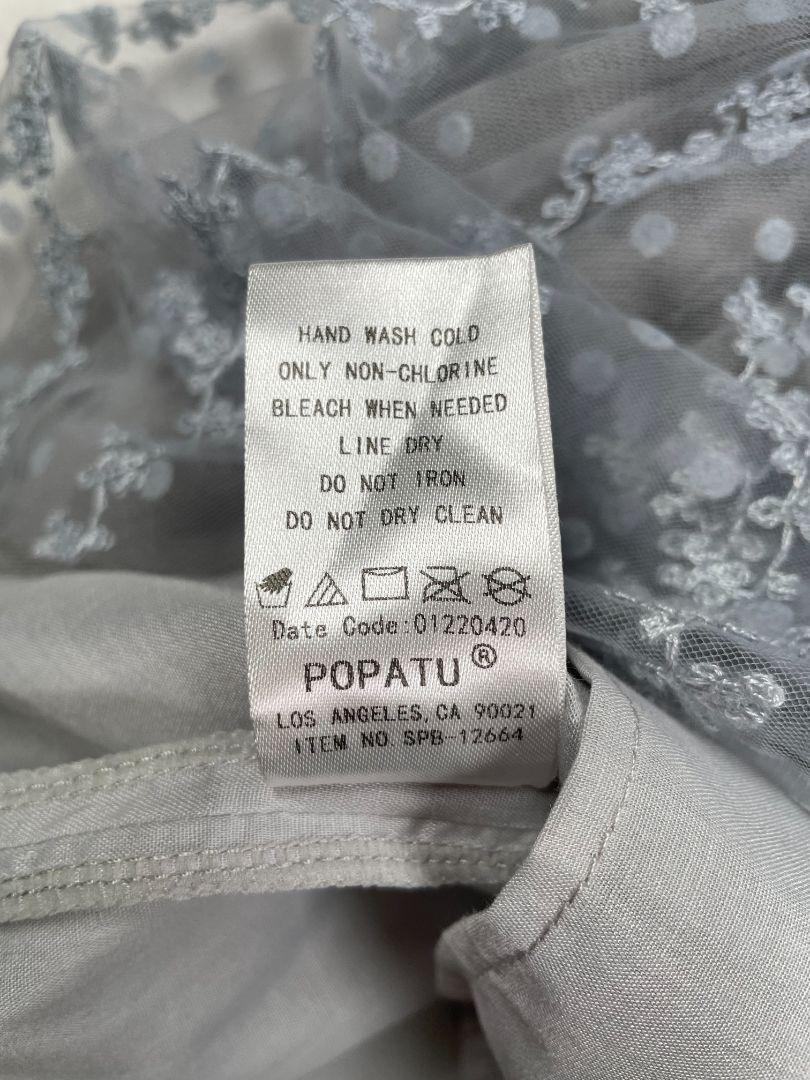 HAND WASH COLD
ONLY NON-CHLORINE
BLEACH WHEN NEEDED
LINE DRY
DO NOT IRON
DO NOT DRY CLEAN
Date Code:01220420
POPATU®
LOS ANGELES, CA 90021
ITEM NO. SPB-12664